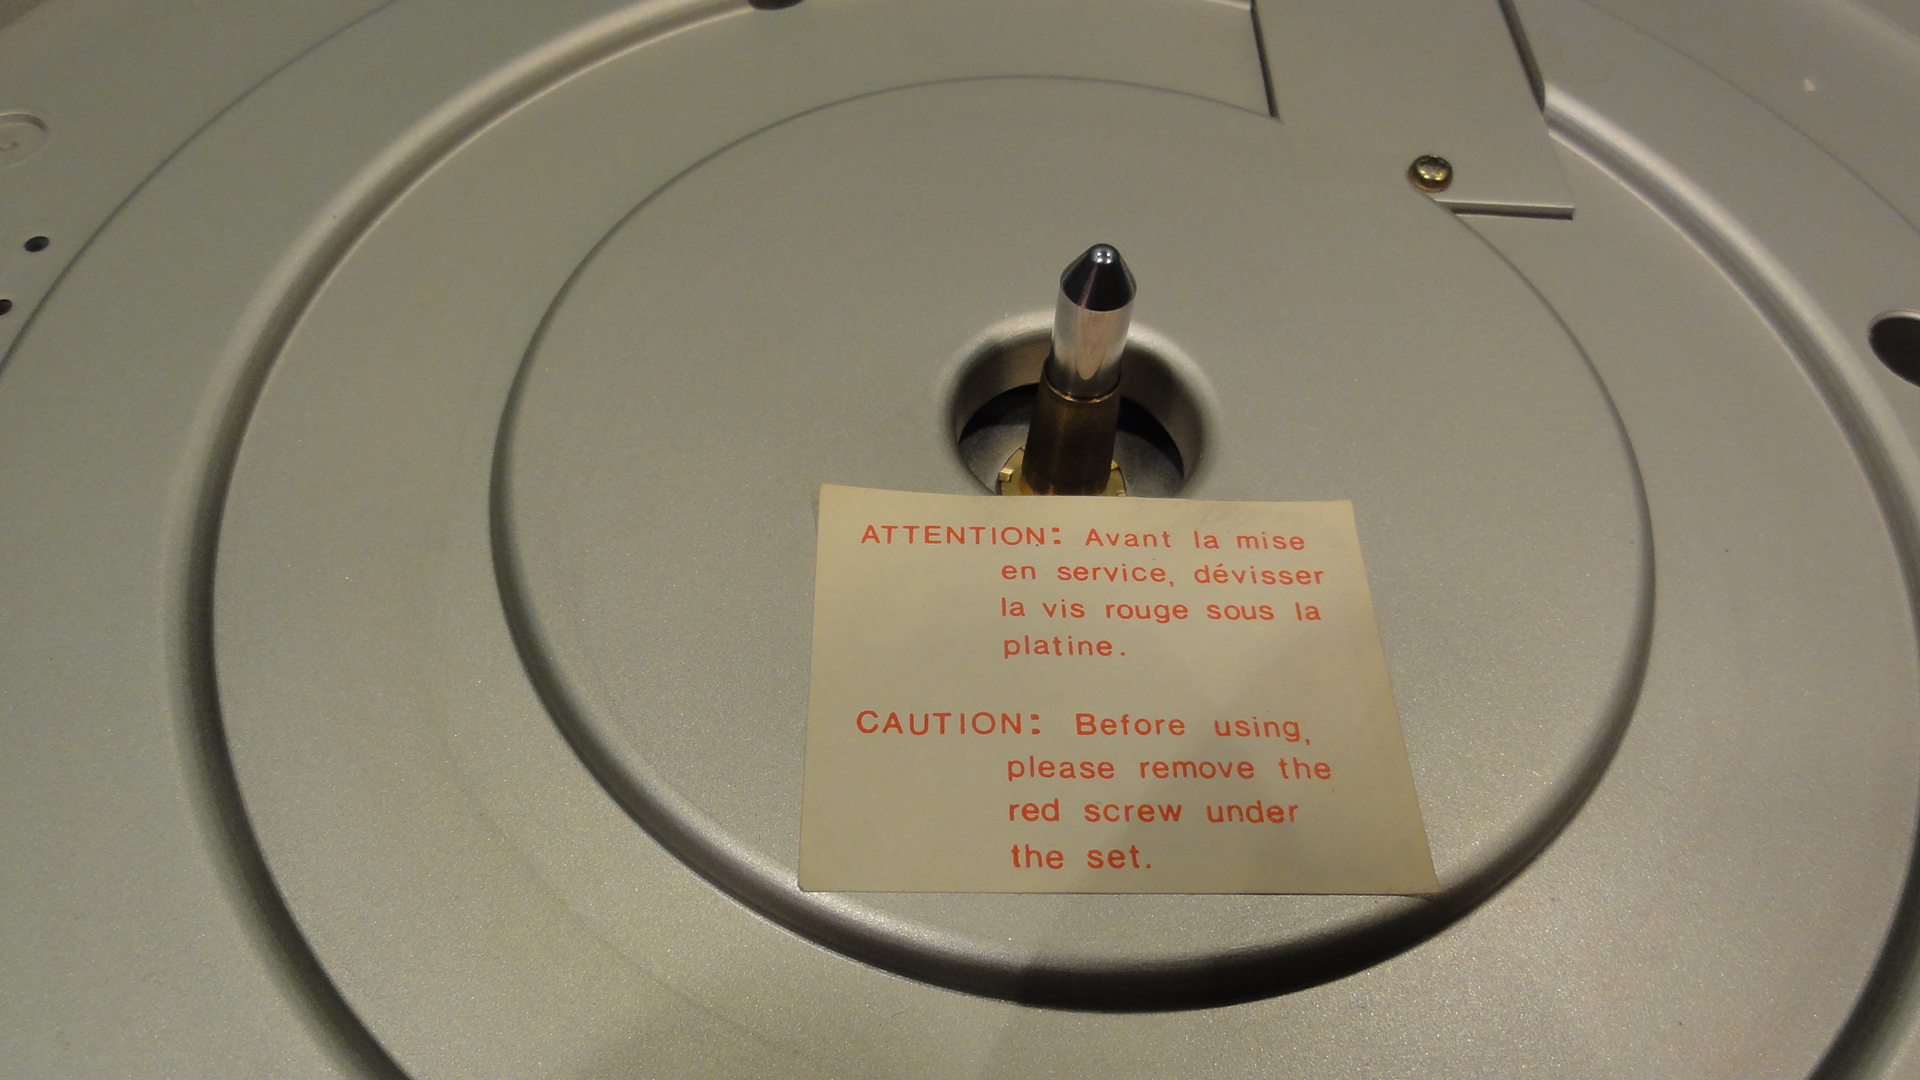 ATTENTION: Avant la mise
en service, dévisser
la vis rouge sous la
platine.
CAUTION: Before using,
please remove the
red screw under
the set.